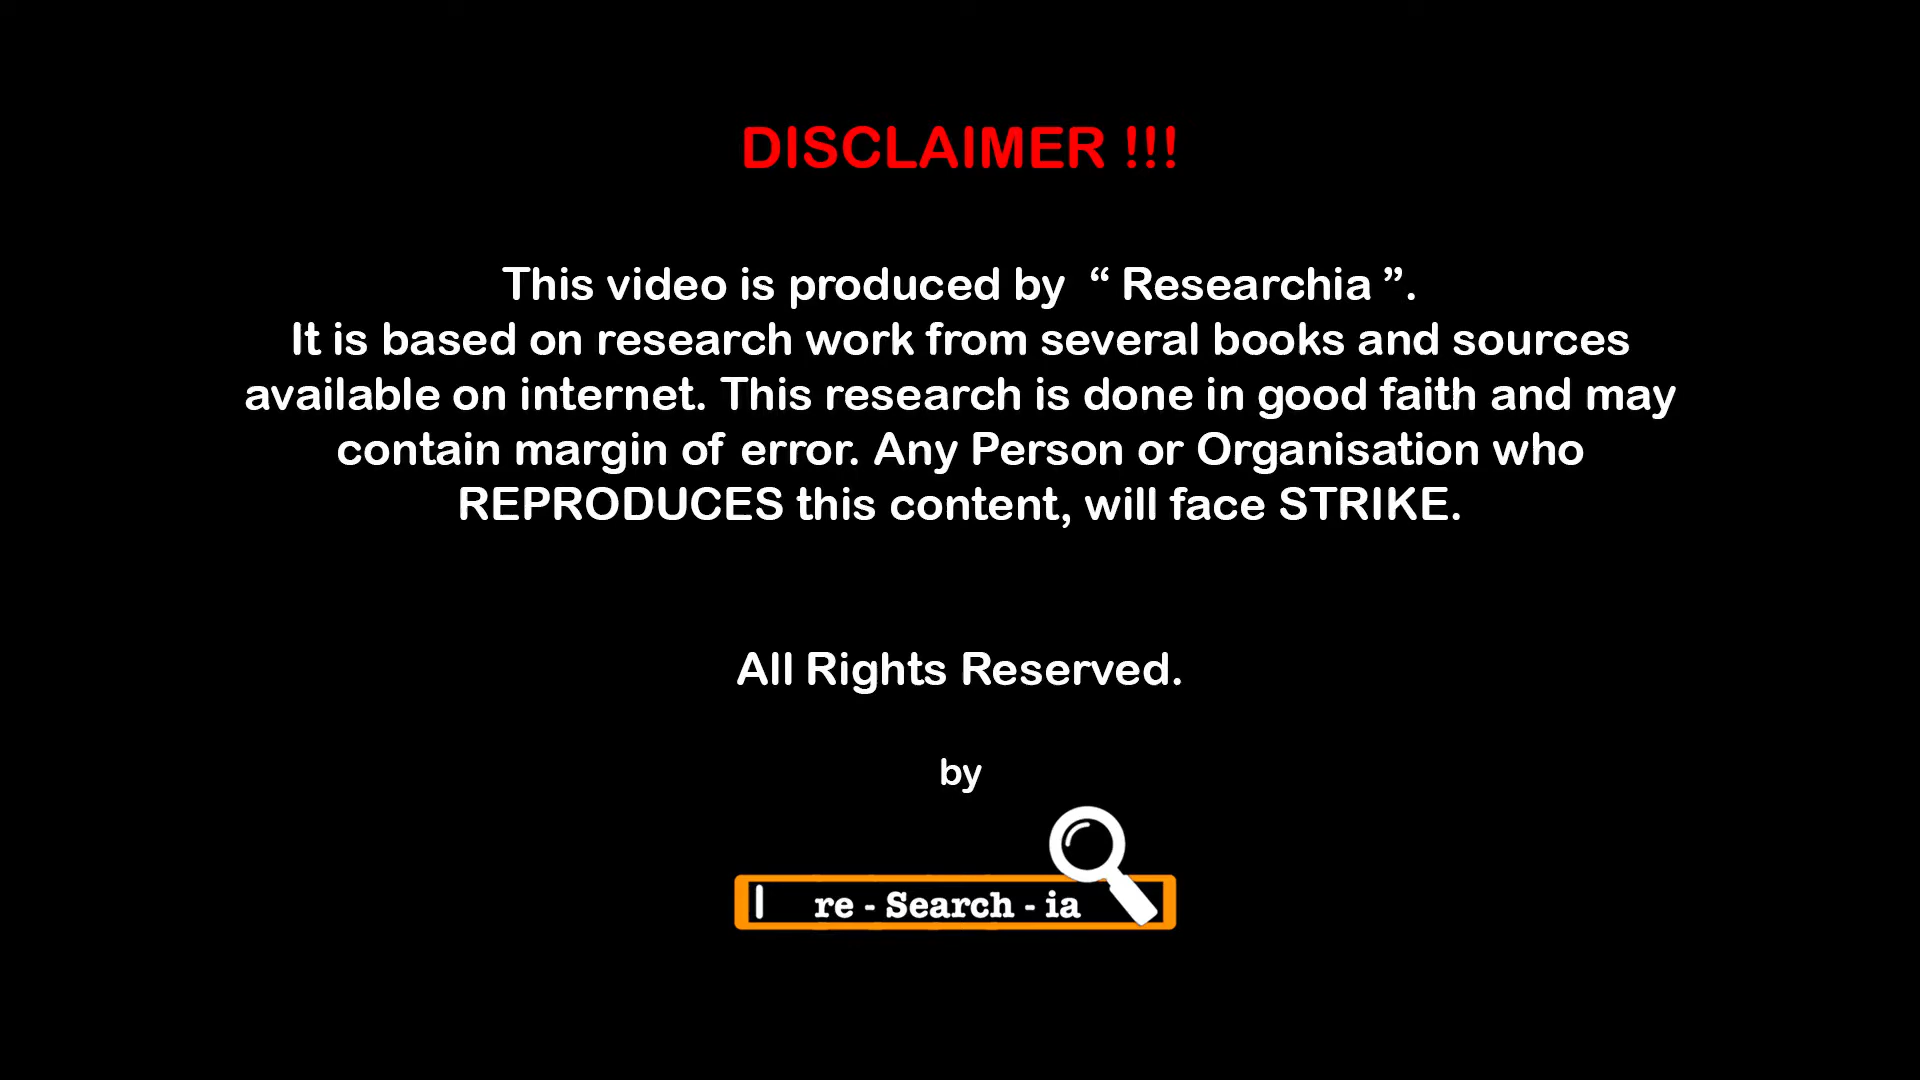 DISCLAIMER !!!
This video is produced by “ Researchia ”.
It is based on research work from several books and sources
available on internet. This research is done in good faith and may
contain margin of error. Any Person or Organisation who
REPRODUCES this content, will face STRIKE.
All Rights Reserved.
by
re - Search - ia